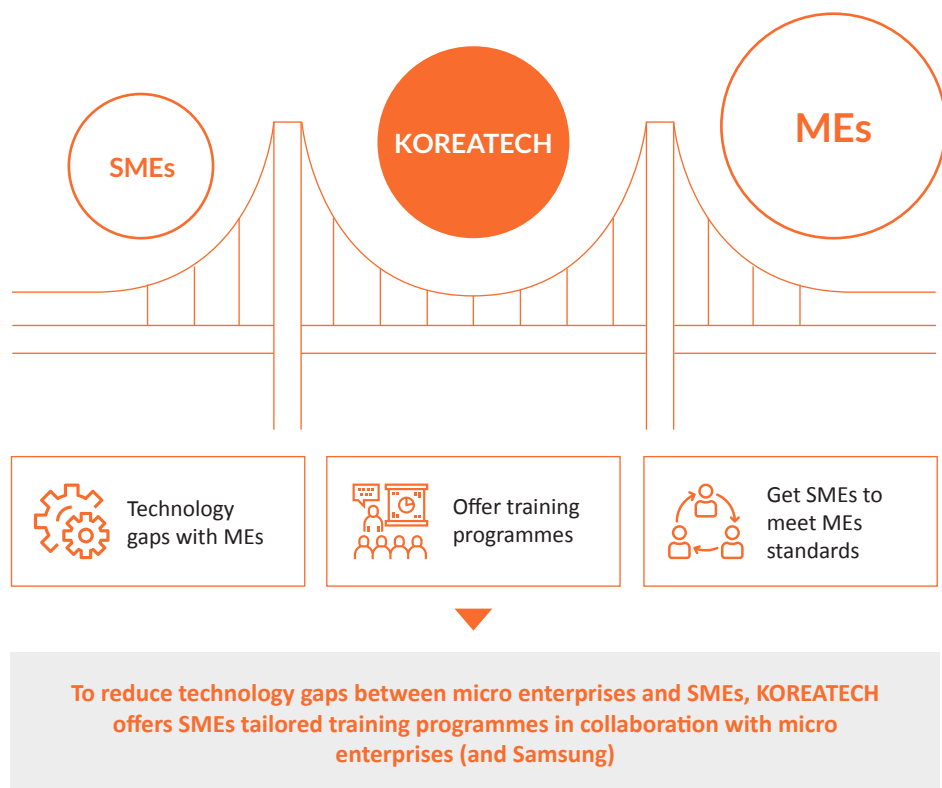 SMEs
KOREATECH
MEs
Technology
gaps with MEs
Offer training
programmes
Get SMEs to
meet MEs
standards
To reduce technology gaps between micro enterprises and SMEs, KOREATECH
offers SMEs tailored training programmes in collaboration with micro
enterprises (and Samsung)